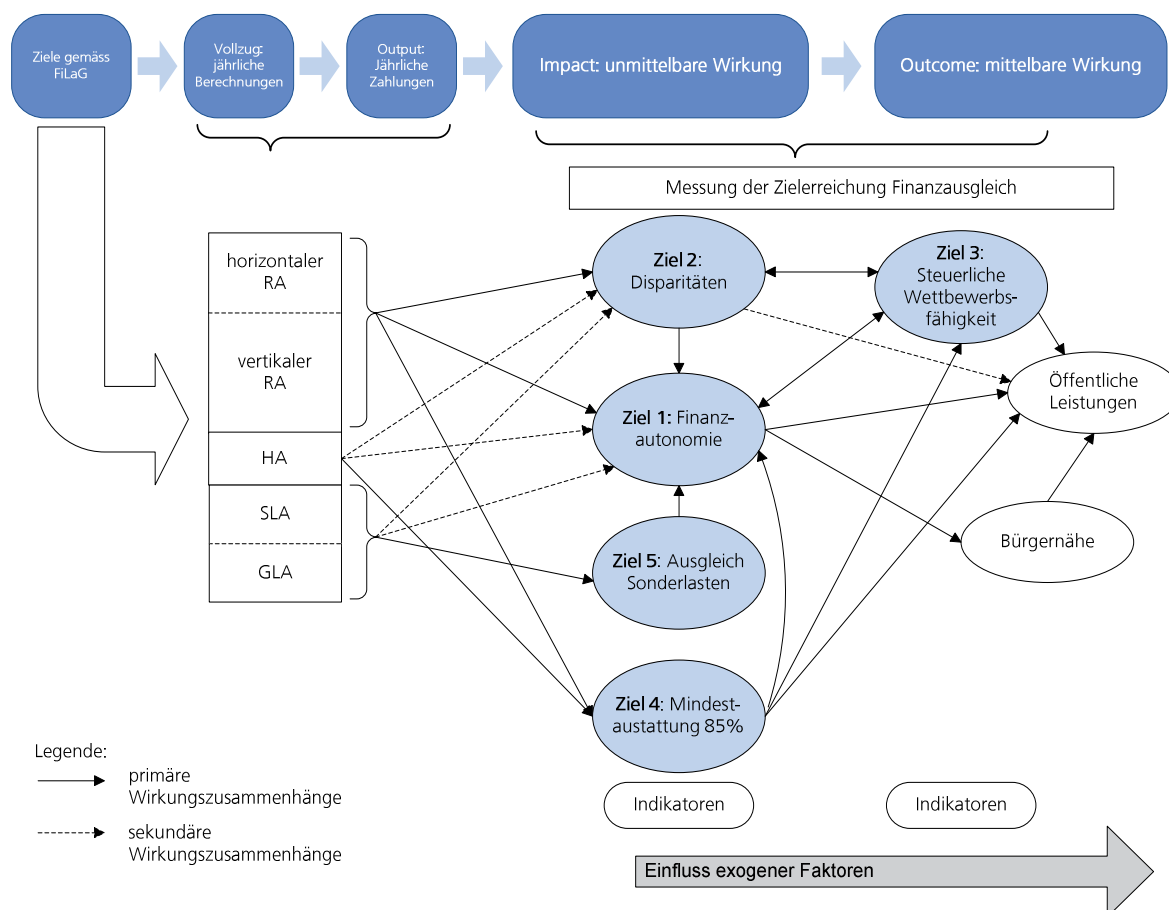 Ziele gemäss
FiLaG
Vollzug:
jährliche
Berechnungen
Output:
Jährliche
Zahlungen
Impact: unmittelbare Wirkung
Outcome: mittelbare Wirkung
Messung der Zielerreichung Finanzausgleich
horizontaler
RA
vertikaler
RA
HA
SLA
GLA
Ziel 2:
Disparitäten
Ziel 3:
Steuerliche
Wettbewerbs-
fähigkeit
Ziel 1: Finanz-
autonomie
Öffentliche
Leistungen
Ziel 5: Ausgleich
Sonderlasten
Bürgernähe
Ziel 4: Mindest-
austattung 85%
Legende:
primäre
Wirkungszusammenhänge
sekundäre
Wirkungszusammenhänge
Indikatoren
Indikatoren
Einfluss exogener Faktoren